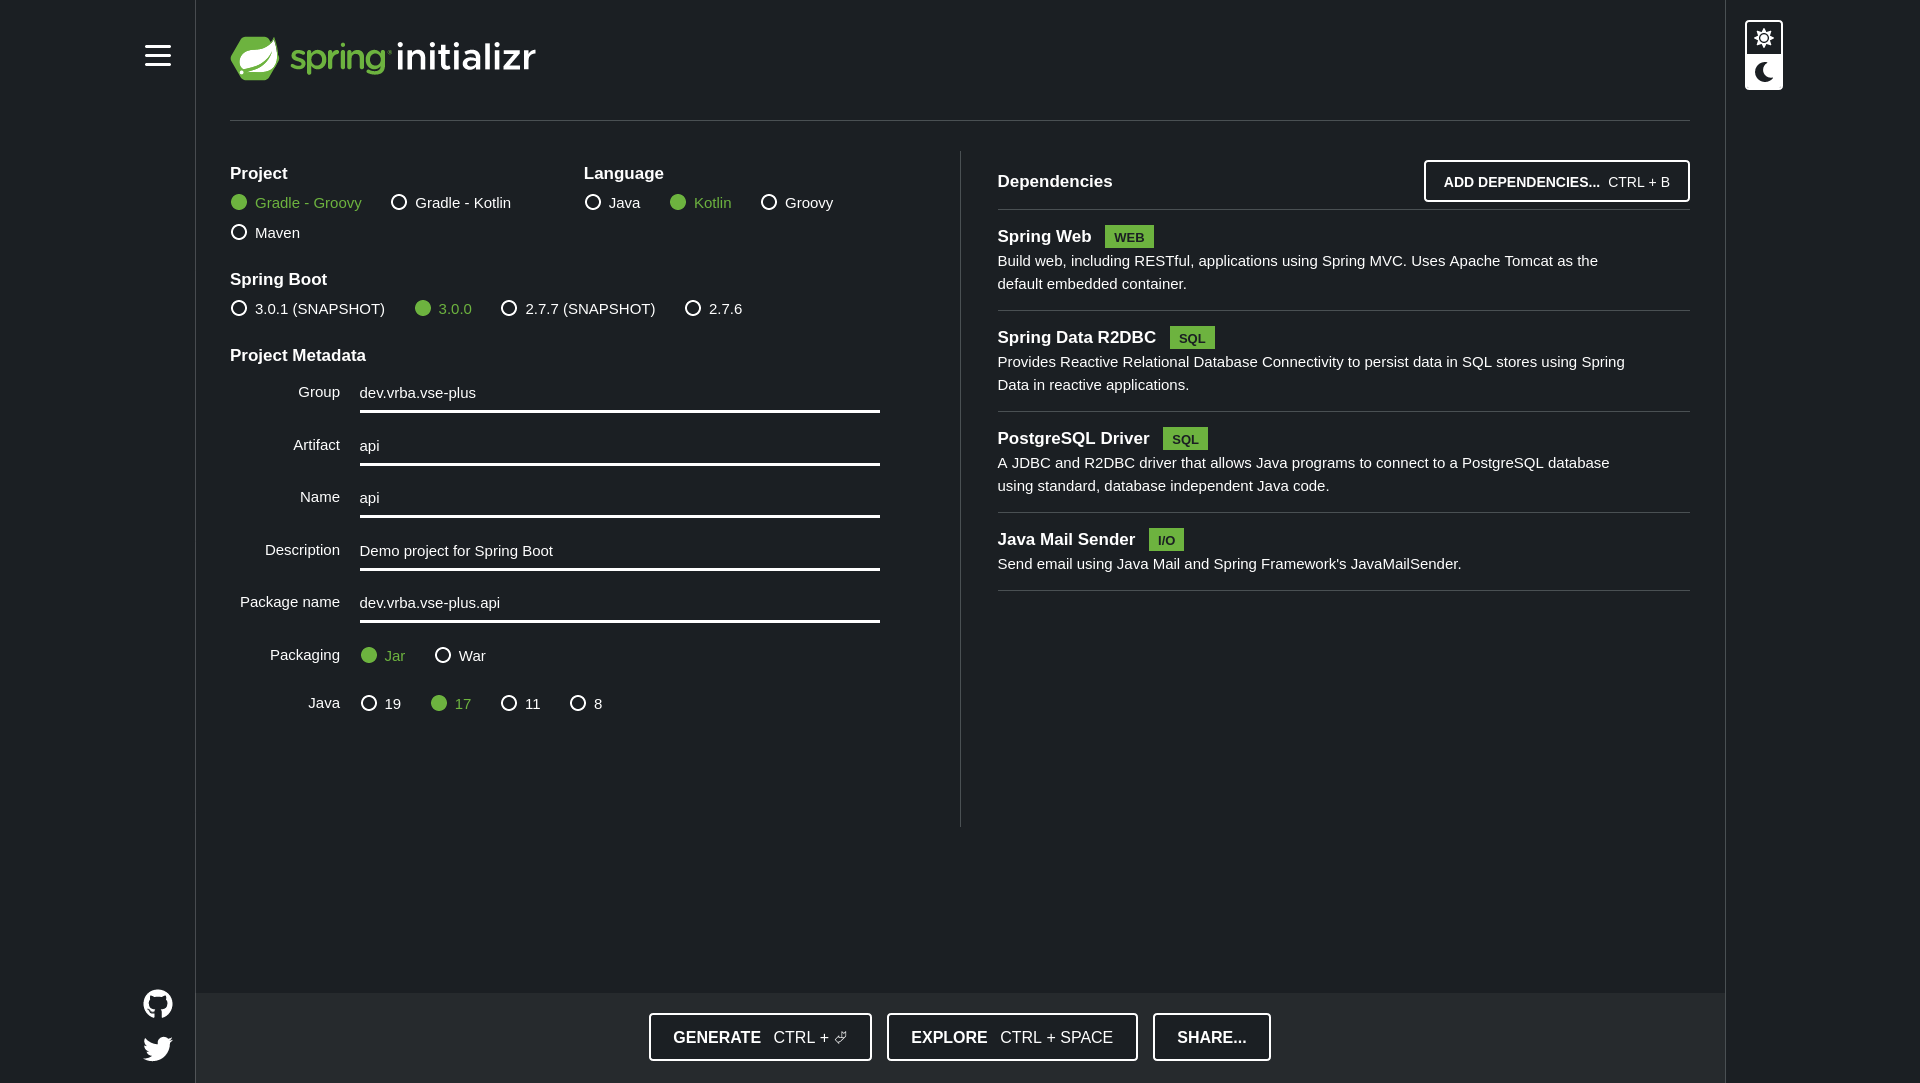 spring initializr
Project
Gradle - Groovy
Gradle - Kotlin
Maven
Language
Java
Kotlin
Groovy
Spring Boot
3.0.1 (SNAPSHOT)
3.0.0
2.7.7 (SNAPSHOT)
2.7.6
Project Metadata
Group
dev.vrba.vse-plus
Artifact
api
Name
api
Description
Demo project for Spring Boot
Package name
dev.vrba.vse-plus.api
Packaging
Jar
War
Java
19
17
11
8
Dependencies
ADD DEPENDENCIES... CTRL + B
Spring Web WEB
Build web, including RESTful, applications using Spring MVC. Uses Apache Tomcat as the
default embedded container.
Spring Data R2DBC SQL
Provides Reactive Relational Database Connectivity to persist data in SQL stores using Spring
Data in reactive applications.
PostgreSQL Driver SQL
A JDBC and R2DBC driver that allows Java programs to connect to a PostgreSQL database
using standard, database independent Java code.
Java Mail Sender I/O
Send email using Java Mail and Spring Framework's JavaMailSender.
GENERATE CTRL + ⏎
EXPLORE CTRL + SPACE
SHARE...